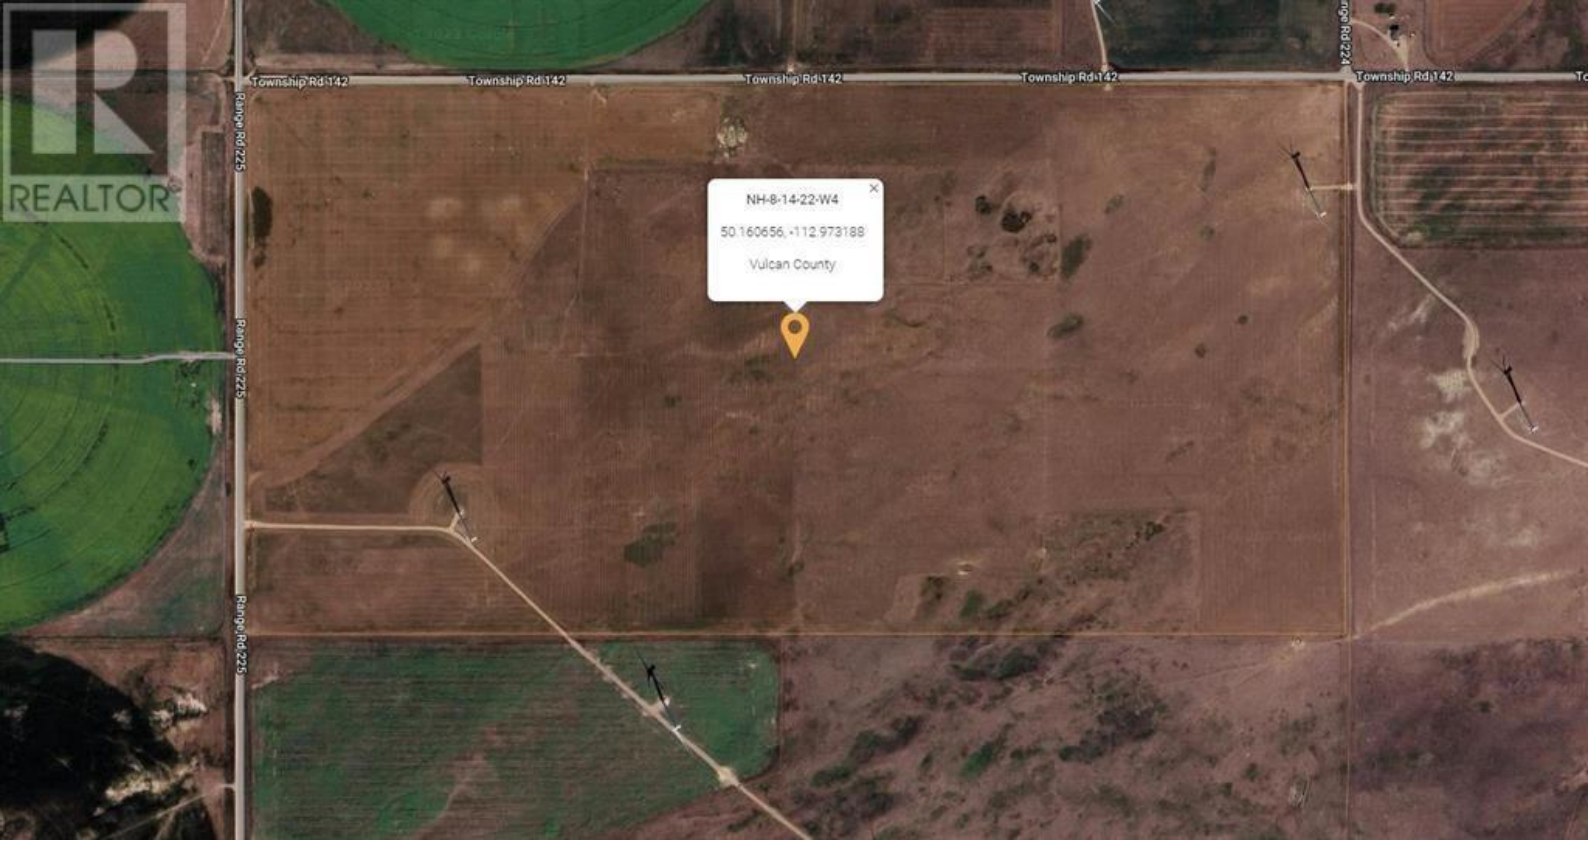 R
REALTOR
Township Rd 142
Township Rd 142
Township Rd 142
Township Rd 142
Township Rd 142
nge Rd 224
Range Rd 225
Range Rd 225
Range Rd 225
×
NH-8-14-22-W4
50.160656, -112.973188
Vulcan County